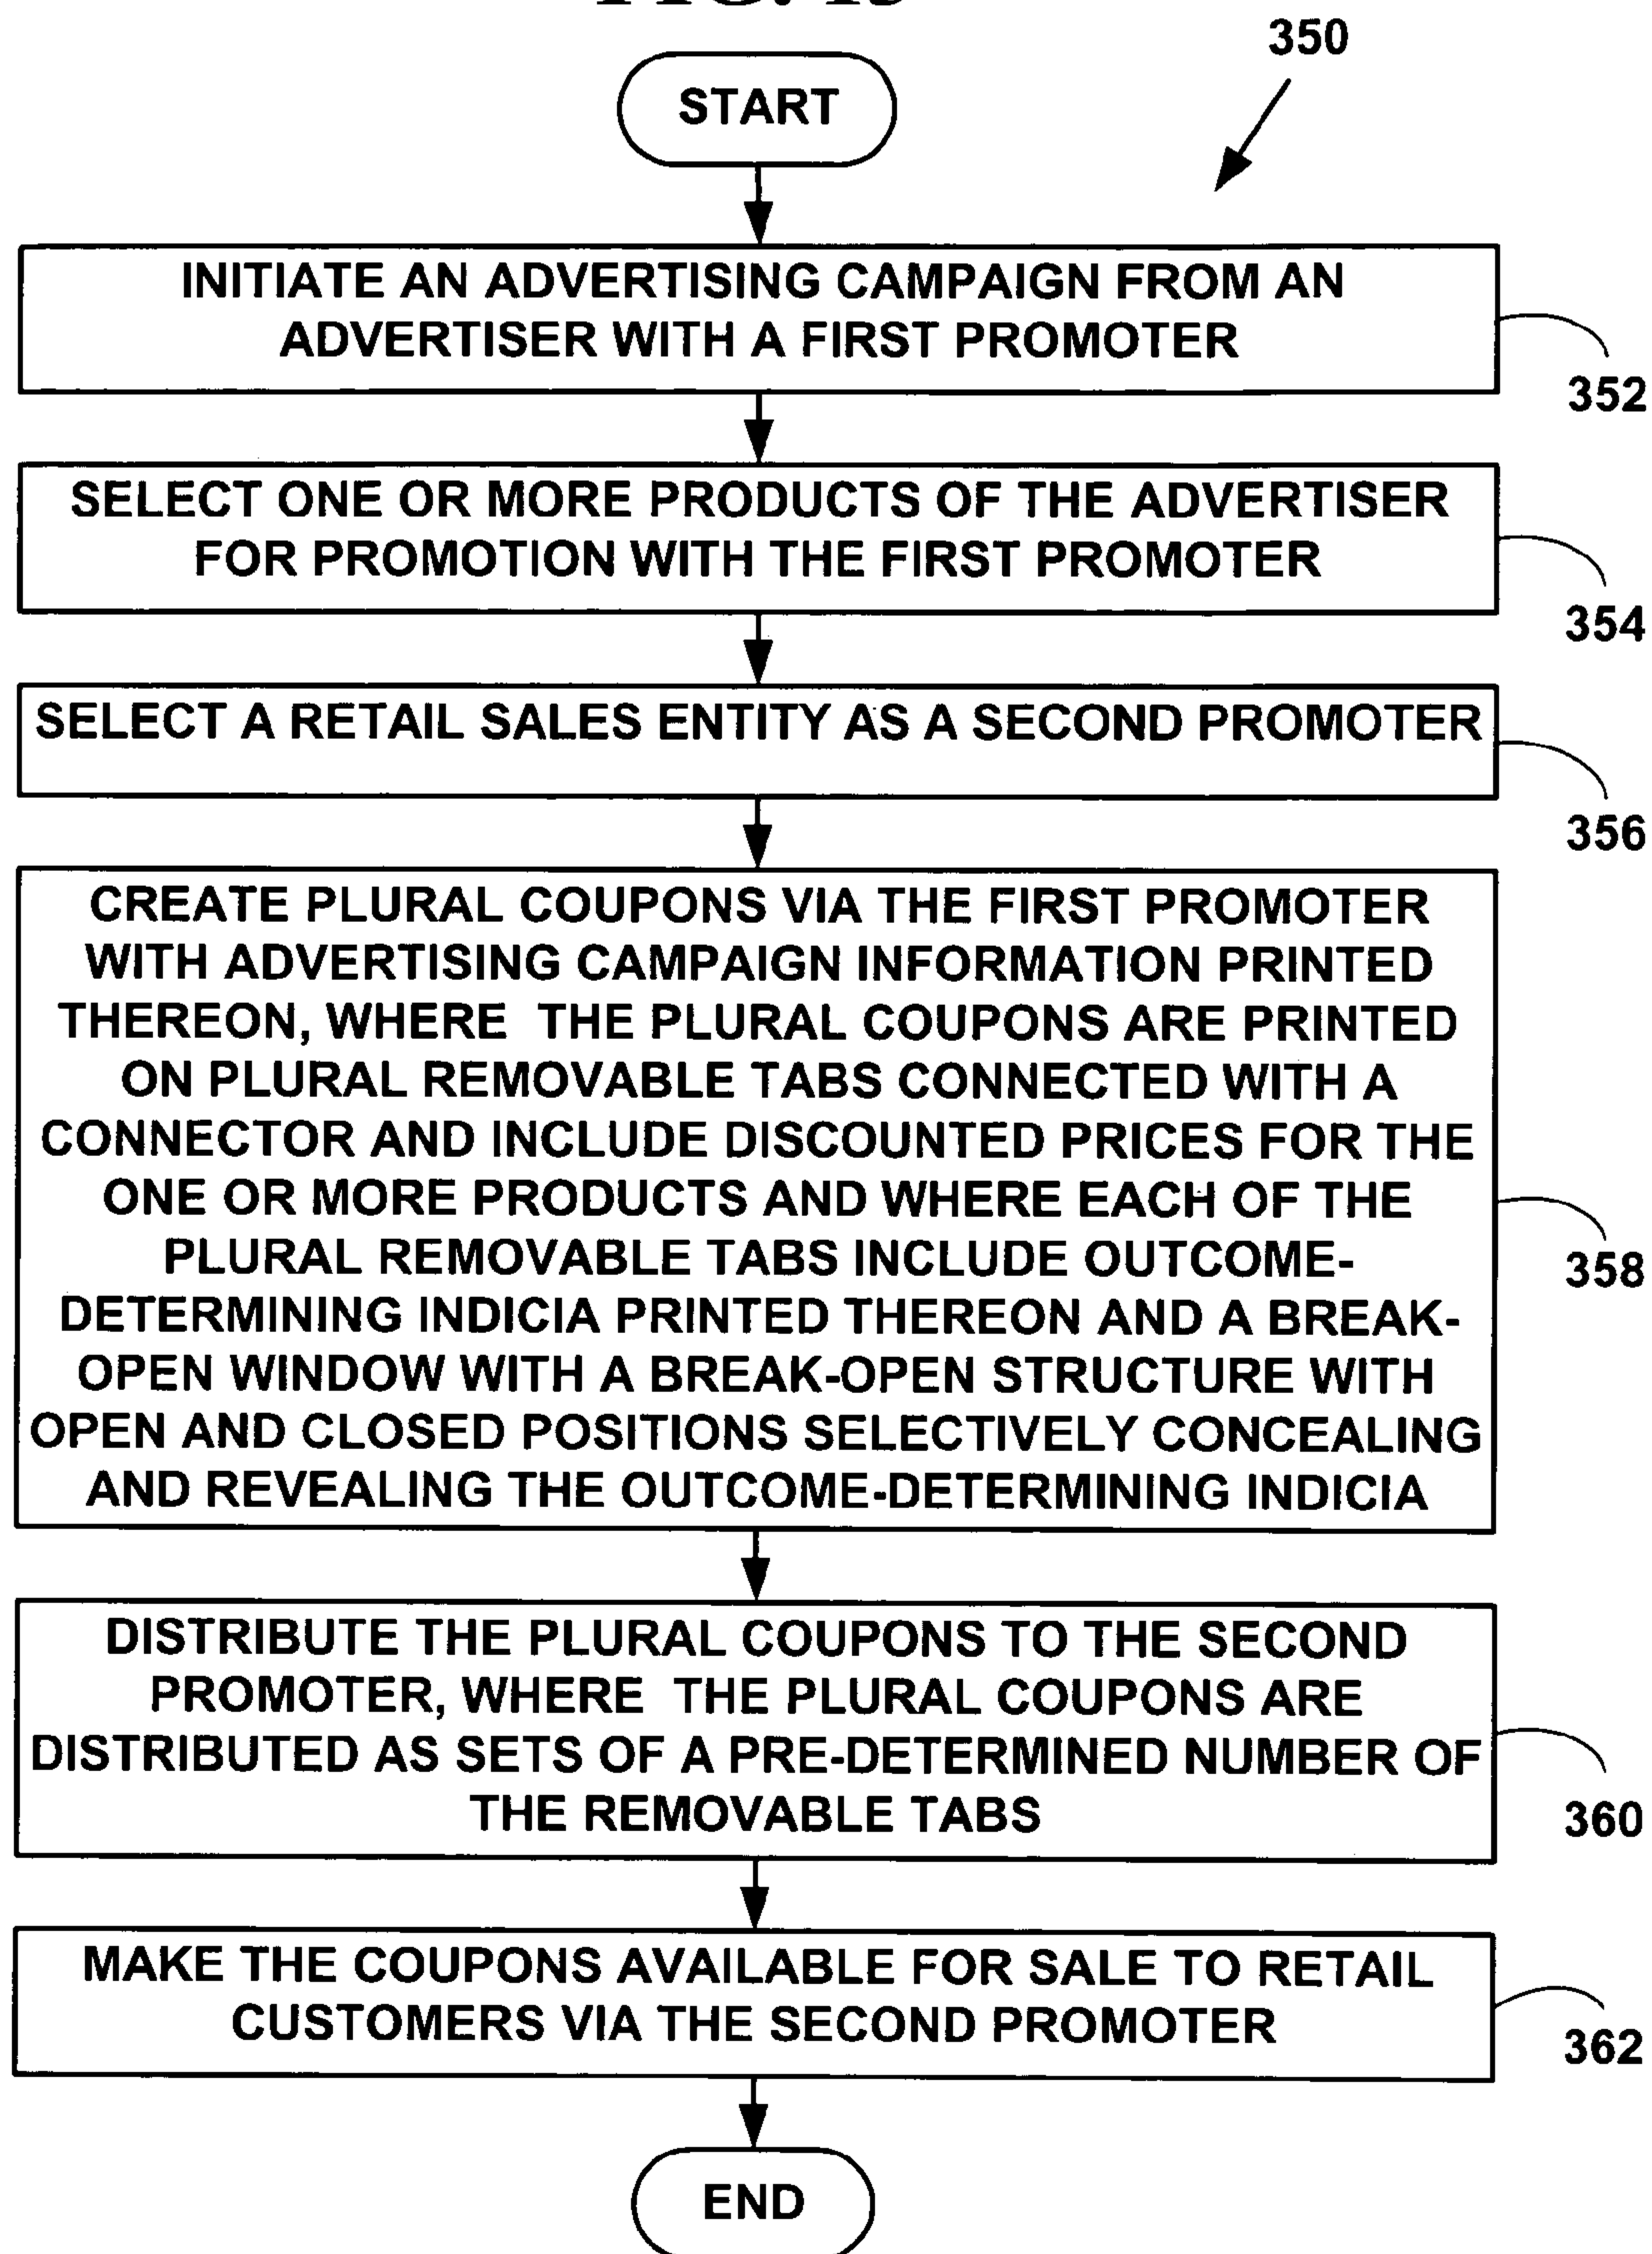 FIG.
350
START
INITIATE AN ADVERTISING CAMPAIGN FROM AN
ADVERTISER WITH A FIRST PROMOTER
352
SELECT ONE OR MORE PRODUCTS OF THE ADVERTISER
FOR PROMOTION WITH THE FIRST PROMOTER
354
SELECT A RETAIL SALES ENTITY AS A SECOND PROMOTER
356
CREATE PLURAL COUPONS VIA THE FIRST PROMOTER
WITH ADVERTISING CAMPAIGN INFORMATION PRINTED
THEREON, WHERE THE PLURAL COUPONS ARE PRINTED
ON PLURAL REMOVABLE TABS CONNECTED WITH A
CONNECTOR AND INCLUDE DISCOUNTED PRICES FOR THE
ONE OR MORE PRODUCTS AND WHERE EACH OF THE
PLURAL REMOVABLE TABS INCLUDE OUTCOME-
DETERMINING INDICIA PRINTED THEREON AND A BREAK-
OPEN WINDOW WITH A BREAK-OPEN STRUCTURE WITH
OPEN AND CLOSED POSITIONS SELECTIVELY CONCEALING
AND REVEALING THE OUTCOME-DETERMINING INDICIA
358
DISTRIBUTE THE PLURAL COUPONS TO THE SECOND
PROMOTER, WHERE THE PLURAL COUPONS ARE
DISTRIBUTED AS SETS OF A PRE-DETERMINED NUMBER OF
THE REMOVABLE TABS
360
MAKE THE COUPONS AVAILABLE FOR SALE TO RETAIL
CUSTOMERS VIA THE SECOND PROMOTER
362
END